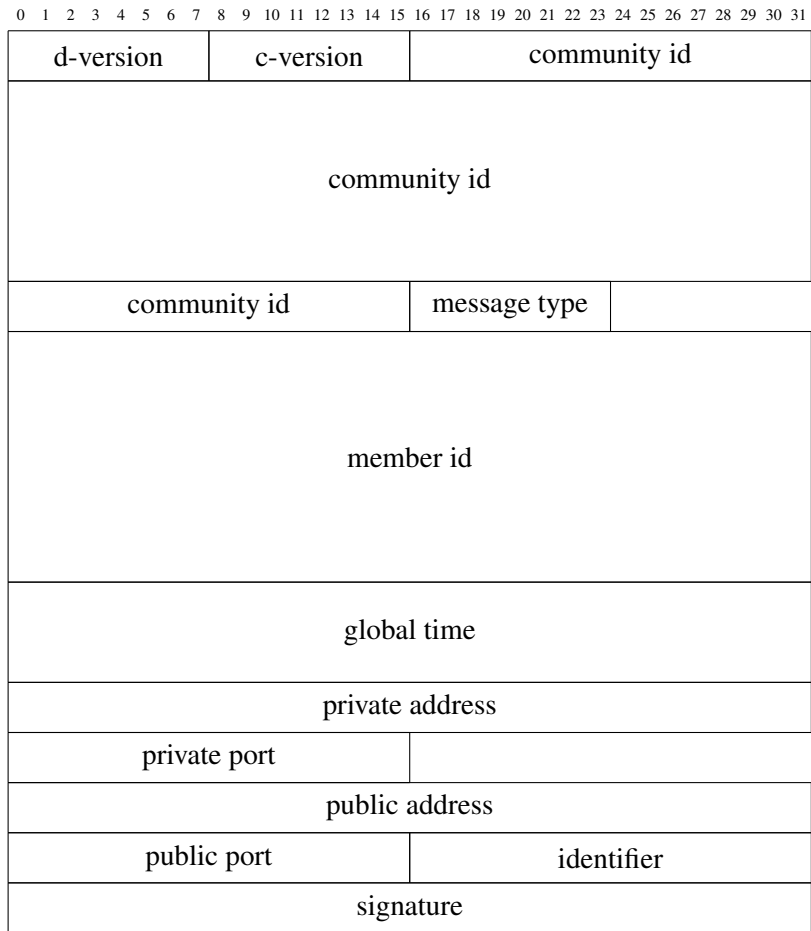 0 1 2 3 4 5 6 7 8 9 10 11 12 13 14 15 16 17 18 19 20 21 22 23 24 25 26 27 28 29 30 31
d-version c-version community id
community id
community id message type
member id
global time
private address
private port
public address
public port identifier
signature